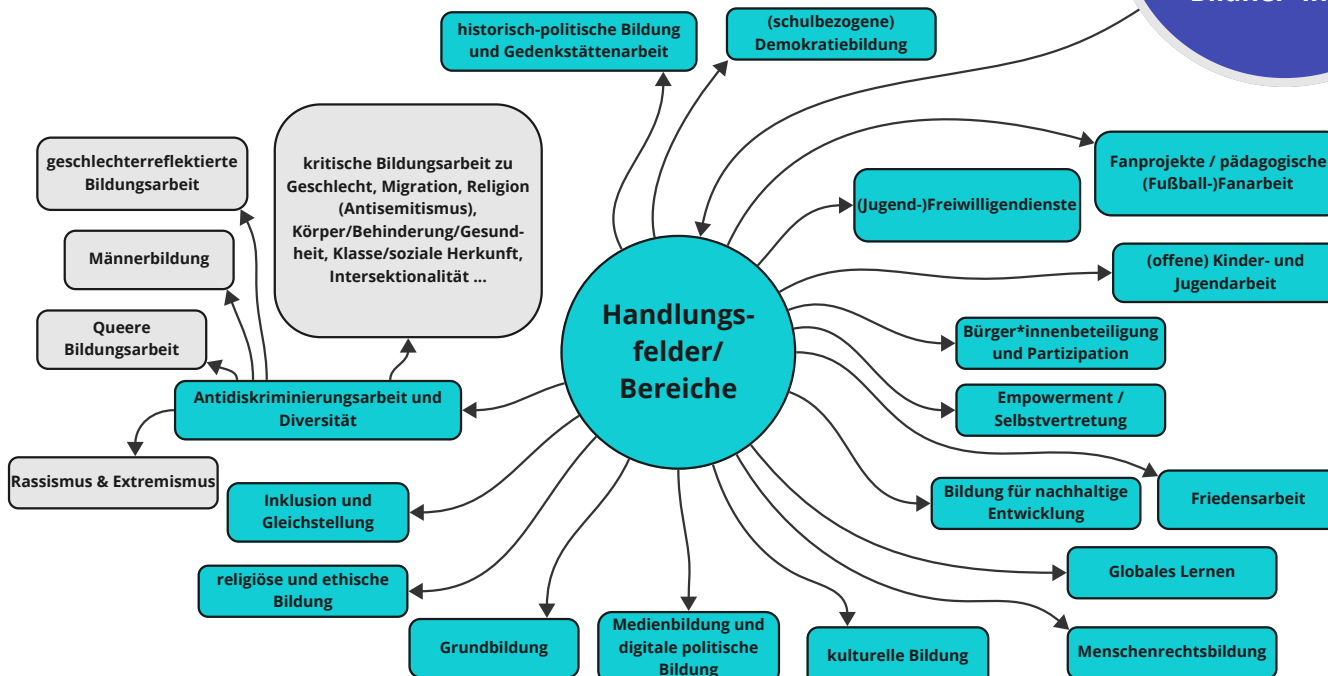 historisch-politische Bildung
und Gedenkstättenarbeit
(schulbezogene)
Demokratiebildung
geschlechterreflektierte
Bildungsarbeit
kritische Bildungsarbeit zu
Geschlecht, Migration, Religion
(Antisemitismus),
Körper/Behinderung/Gesund-
heit, Klasse/soziale Herkunft,
Intersektionalität ...
Fanprojekte / pädagogische
(Fußball-)Fanarbeit
(Jugend-)Freiwilligendienste
Männerbildung
(offene) Kinder- und
Jugendarbeit
Handlungs-
felder/
Bereiche
Queere
Bildungsarbeit
Bürger*innenbeteiligung
und Partizipation
Antidiskriminierungsarbeit und
Diversität
Empowerment /
Selbstvertretung
Rassismus & Extremismus
Inklusion und
Gleichstellung
Bildung für nachhaltige
Entwicklung
Friedensarbeit
religiöse und ethische
Bildung
Globales Lernen
Grundbildung
Medienbildung und
digitale politische
Bildung
kulturelle Bildung
Menschenrechtsbildung